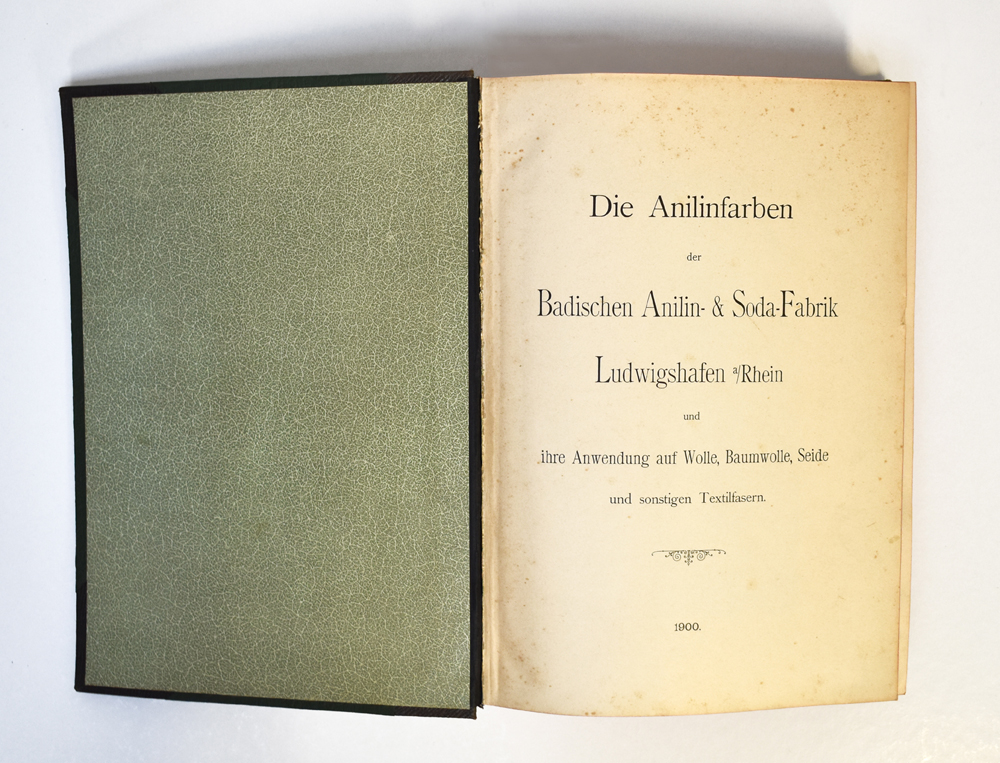 Die Anilinfarben
der
Badischen Anilin- & Soda-Fabrik
Ludwigshafen a/Rhein
und
ihre Anwendung auf Wolle, Baumwolle, Seide
und sonstigen Textilfasern.
1900.